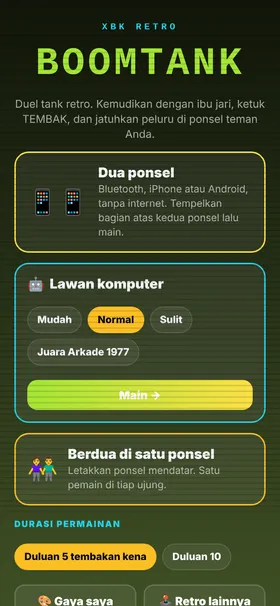 XBK RETRO
BOOMTANK
Duel tank retro. Kemudikan dengan ibu jari, ketuk
TEMBAK, dan jatuhkan peluru di ponsel teman
Anda.
Dua ponsel
Bluetooth, iPhone atau Android,
tanpa internet. Tempelkan
bagian atas kedua ponsel lalu
main.
Lawan komputer
Mudah
Normal
Sulit
Juara Arkade 1977
Main →
Berdua di satu ponsel
Letakkan ponsel mendatar. Satu
pemain di tiap ujung.
DURASI PERMAINAN
Duluan 5 tembakan kena
Duluan 10
Gaya saya
Retro lainnya